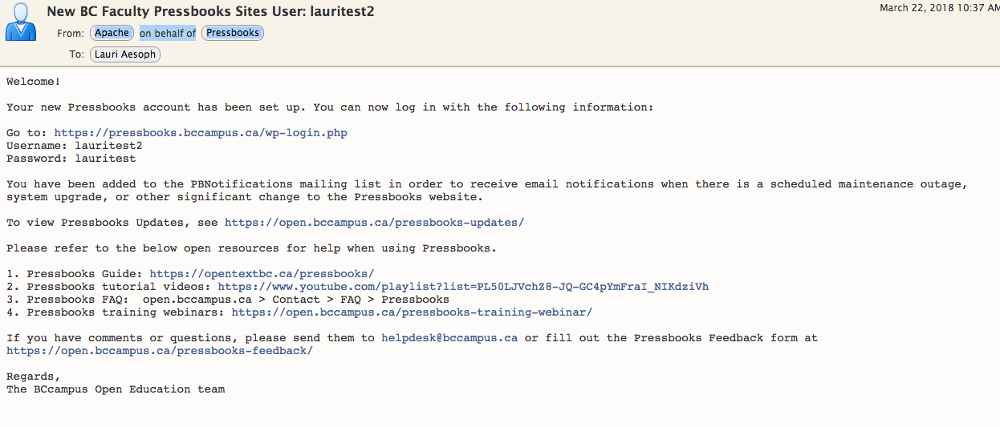 New BC Faculty Pressbooks Sites User: lauritest2
March 22, 2018 10:37 AM
From: Apache on behalf of Pressbooks
To: Lauri Aesoph
Welcome!
Your new Pressbooks account has been set up. You can now log in with the following information:
Go to: https://pressbooks.bccampus.ca/wp-login.php
Username: lauritest2
Password: lauritest
You have been added to the PBNotifications mailing list in order to receive email notifications when there is a scheduled maintenance outage,
system upgrade, or other significant change to the Pressbooks website.
To view Pressbooks Updates, see https://open.bccampus.ca/pressbooks-updates/
Please refer to the below open resources for help when using Pressbooks.
1. Pressbooks Guide: https://opentextbc.ca/pressbooks/
2. Pressbooks tutorial videos: https://www.youtube.com/playlist?list=PL50LJVchZ8-JQ-GC4pYmFraI_NIKdziVh
3. Pressbooks FAQ:  open.bccampus.ca > Contact > FAQ > Pressbooks
4. Pressbooks training webinars: https://open.bccampus.ca/pressbooks-training-webinar/
If you have comments or questions, please send them to helpdesk@bccampus.ca or fill out the Pressbooks Feedback form at
https://open.bccampus.ca/pressbooks-feedback/
Regards,
The BCcampus Open Education team